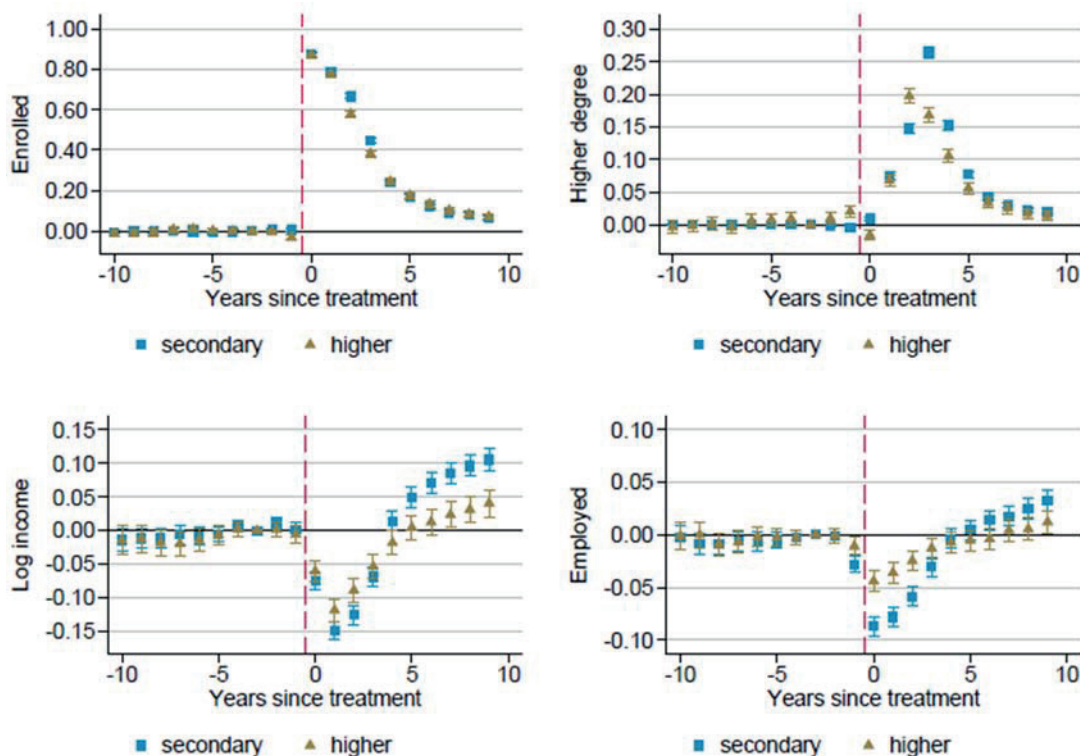 Enrolled
1.00
0.80
0.60
0.40
0.20
0.00
-10 -5 0 5 10
Years since treatment
secondary higher
Higher degree
0.30
0.25
0.20
0.15
0.10
0.05
0.00
-10 -5 0 5 10
Years since treatment
secondary higher
Log income
0.15
0.10
0.05
0.00
-0.05
-0.10
-0.15
-10 -5 0 5 10
Years since treatment
secondary higher
Employed
0.10
0.05
0.00
-0.05
-0.10
-10 -5 0 5 10
Years since treatment
secondary higher